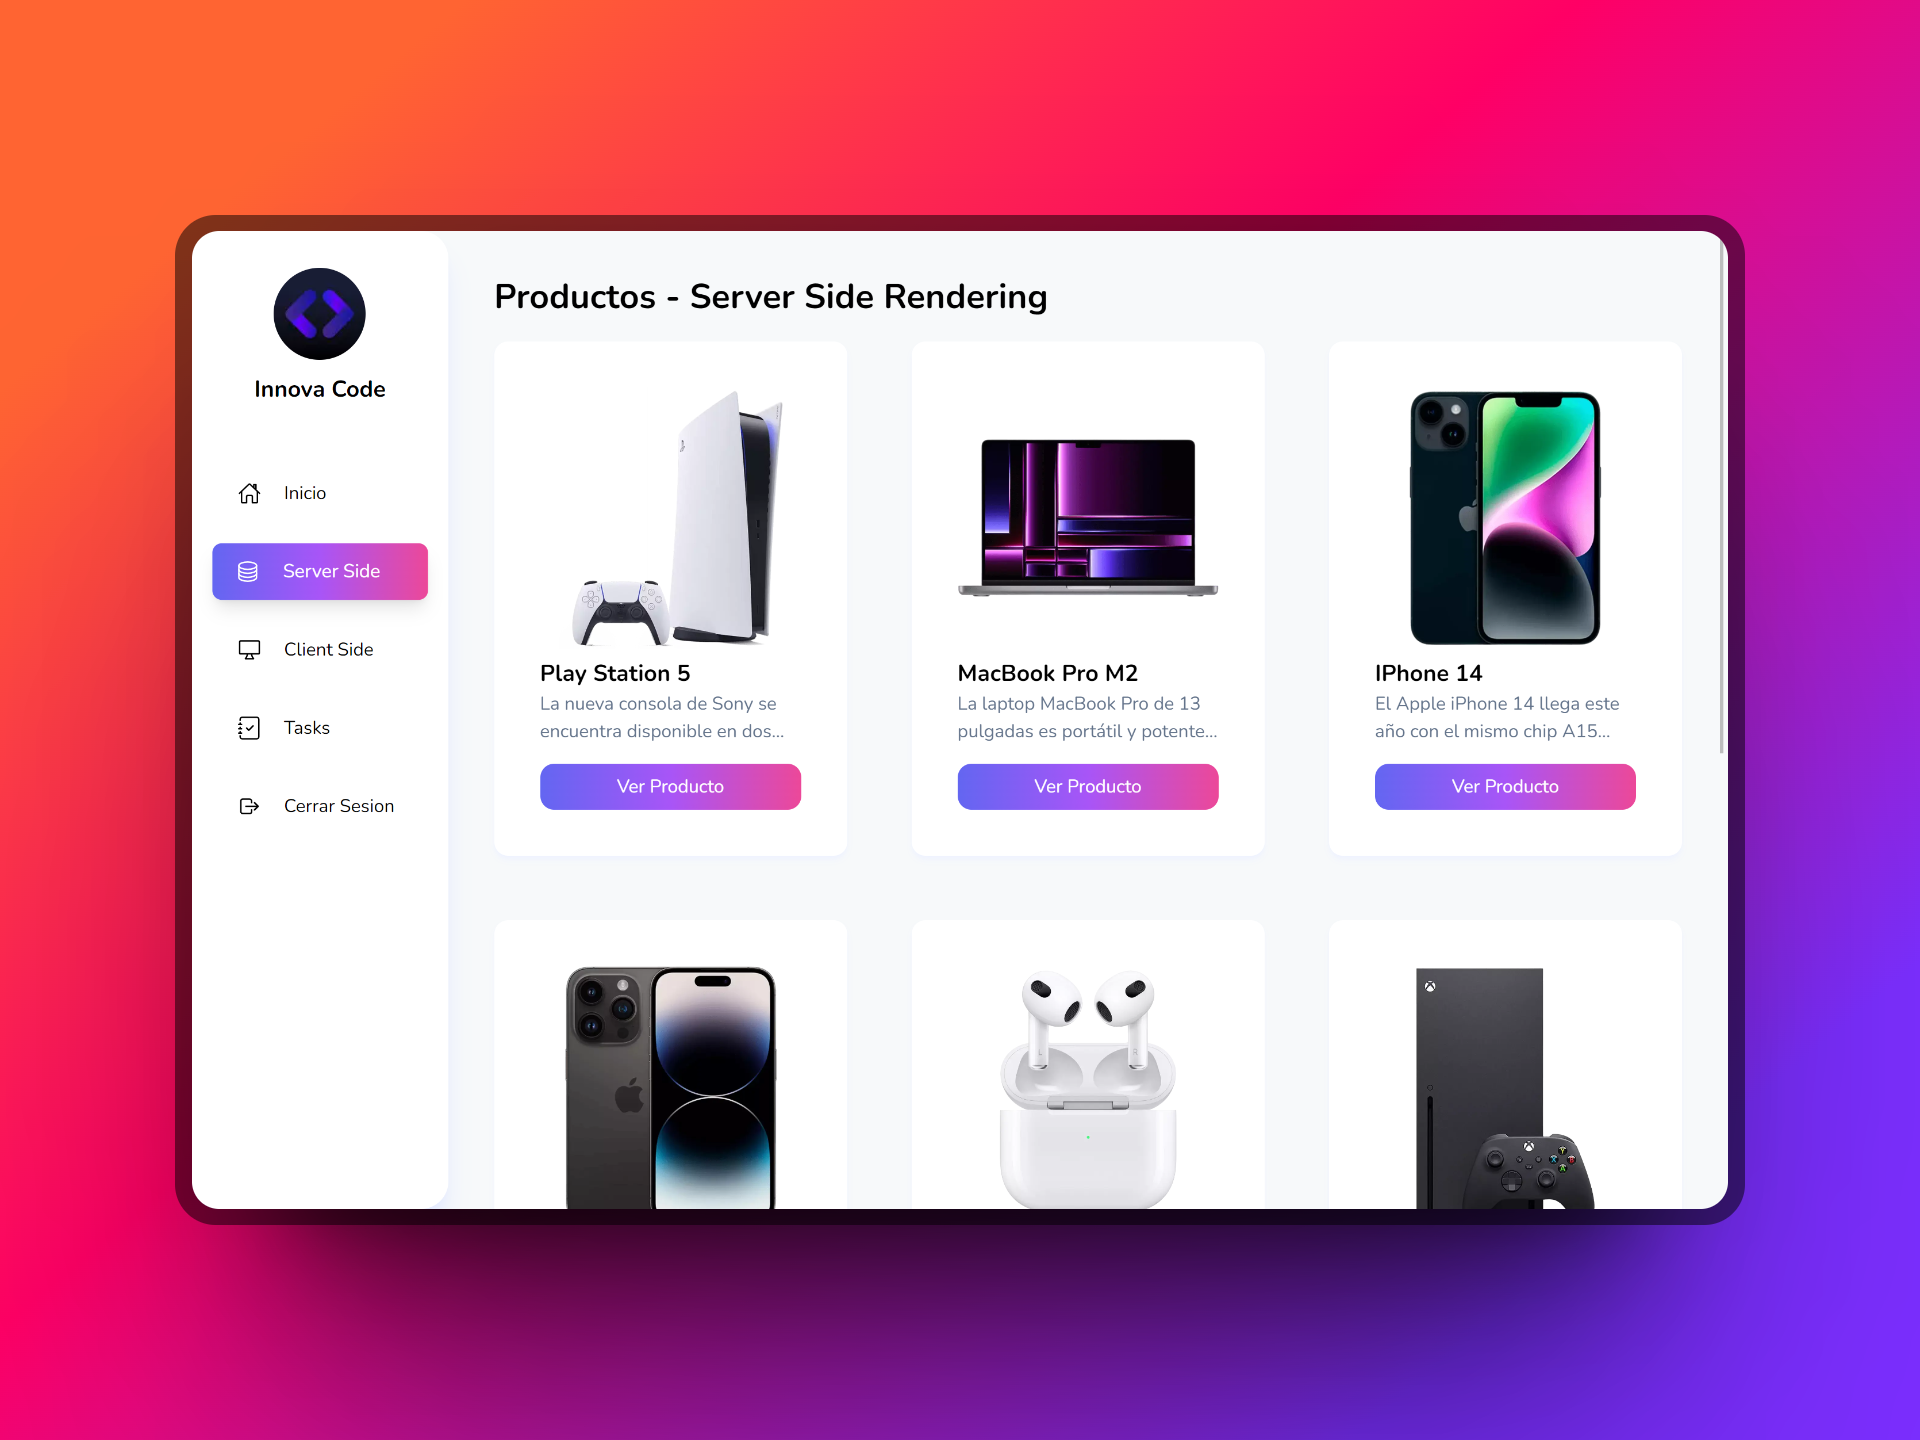 Innova Code
Inicio
Server Side
Client Side
Tasks
Cerrar Sesion
Productos - Server Side Rendering
Play Station 5
La nueva consola de Sony se
encuentra disponible en dos...
Ver Producto
MacBook Pro M2
La laptop MacBook Pro de 13
pulgadas es portátil y potente...
Ver Producto
IPhone 14
El Apple iPhone 14 llega este
año con el mismo chip A15...
Ver Producto